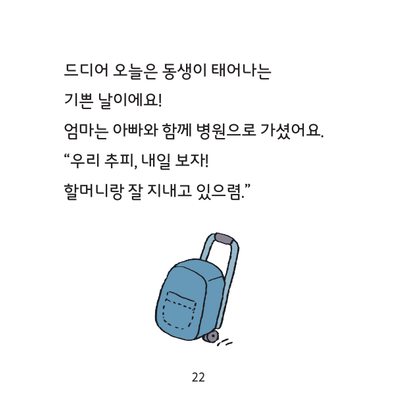 드디어 오늘은 동생이 태어나는
기쁜 날이에요!
엄마는 아빠와 함께 병원으로 가셨어요.
“우리 추피, 내일 보자!
할머니랑 잘 지내고 있으렴.”
22